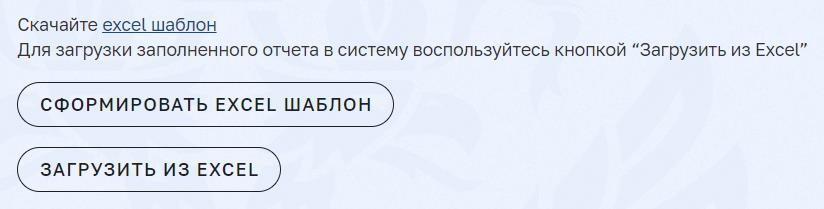 Скачайте excel шаблон
Для загрузки заполненного отчета в систему воспользуйтесь кнопкой “Загрузить из Excel”
СФОРМИРОВАТЬ EXCEL ШАБЛОН
ЗАГРУЗИТЬ ИЗ EXCEL